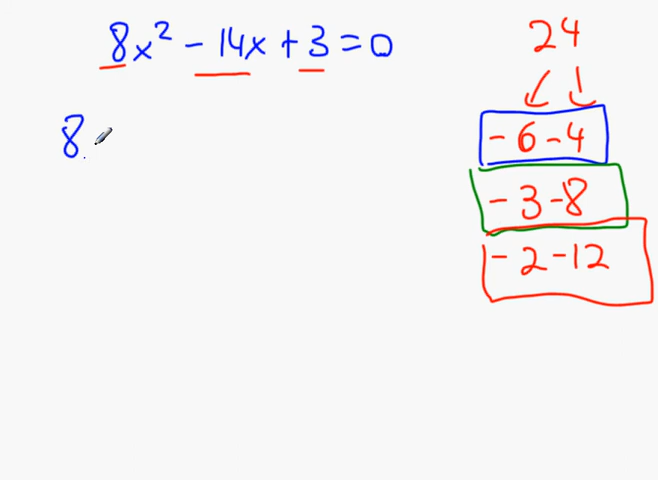 8x² - 14x + 3 = 0
24
- 6 - 4
8
- 3 - 8
- 2 - 12